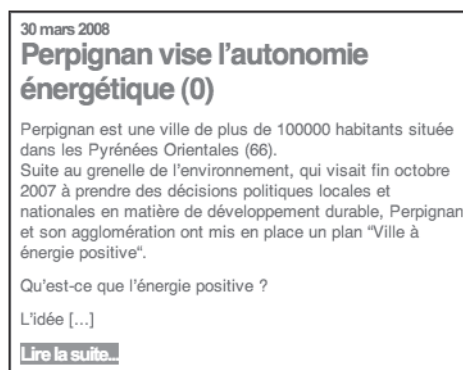 30 mars 2008
Perpignan vise l’autonomie
énergétique (0)
Perpignan est une ville de plus de 100000 habitants située
dans les Pyrénées Orientales (66).
Suite au grenelle de l’environnement, qui visait fin octobre
2007 à prendre des décisions politiques locales et
nationales en matière de développement durable, Perpignan
et son agglomération ont mis en place un plan “Ville à
énergie positive“.
Qu’est-ce que l’énergie positive ?
L’idée [...]
Lire la suite...